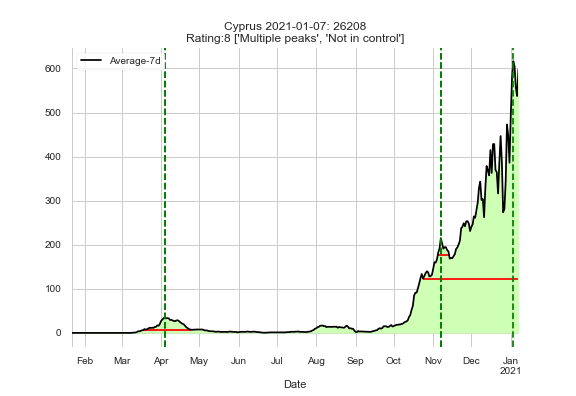 Cyprus 2021-01-07: 26208
Rating:8 ['Multiple peaks', 'Not in control']
Average-7d
600
500
400
300
200
100
0
Feb Mar Apr May Jun Jul Aug Sep Oct Nov Dec Jan
2021
Date